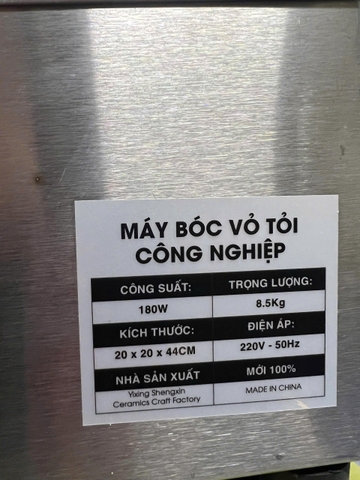 MÁY BÓC VỎ TỎI
CÔNG NGHIỆP
CÔNG SUẤT: TRỌNG LƯỢNG:
180W 8.5Kg
KÍCH THƯỚC: ĐIỆN ÁP:
20 x 20 x 44CM 220V - 50Hz
NHÀ SẢN XUẤT MỚI 100%
Yixing Shengxin MADE IN CHINA
Ceramics Craft Factory